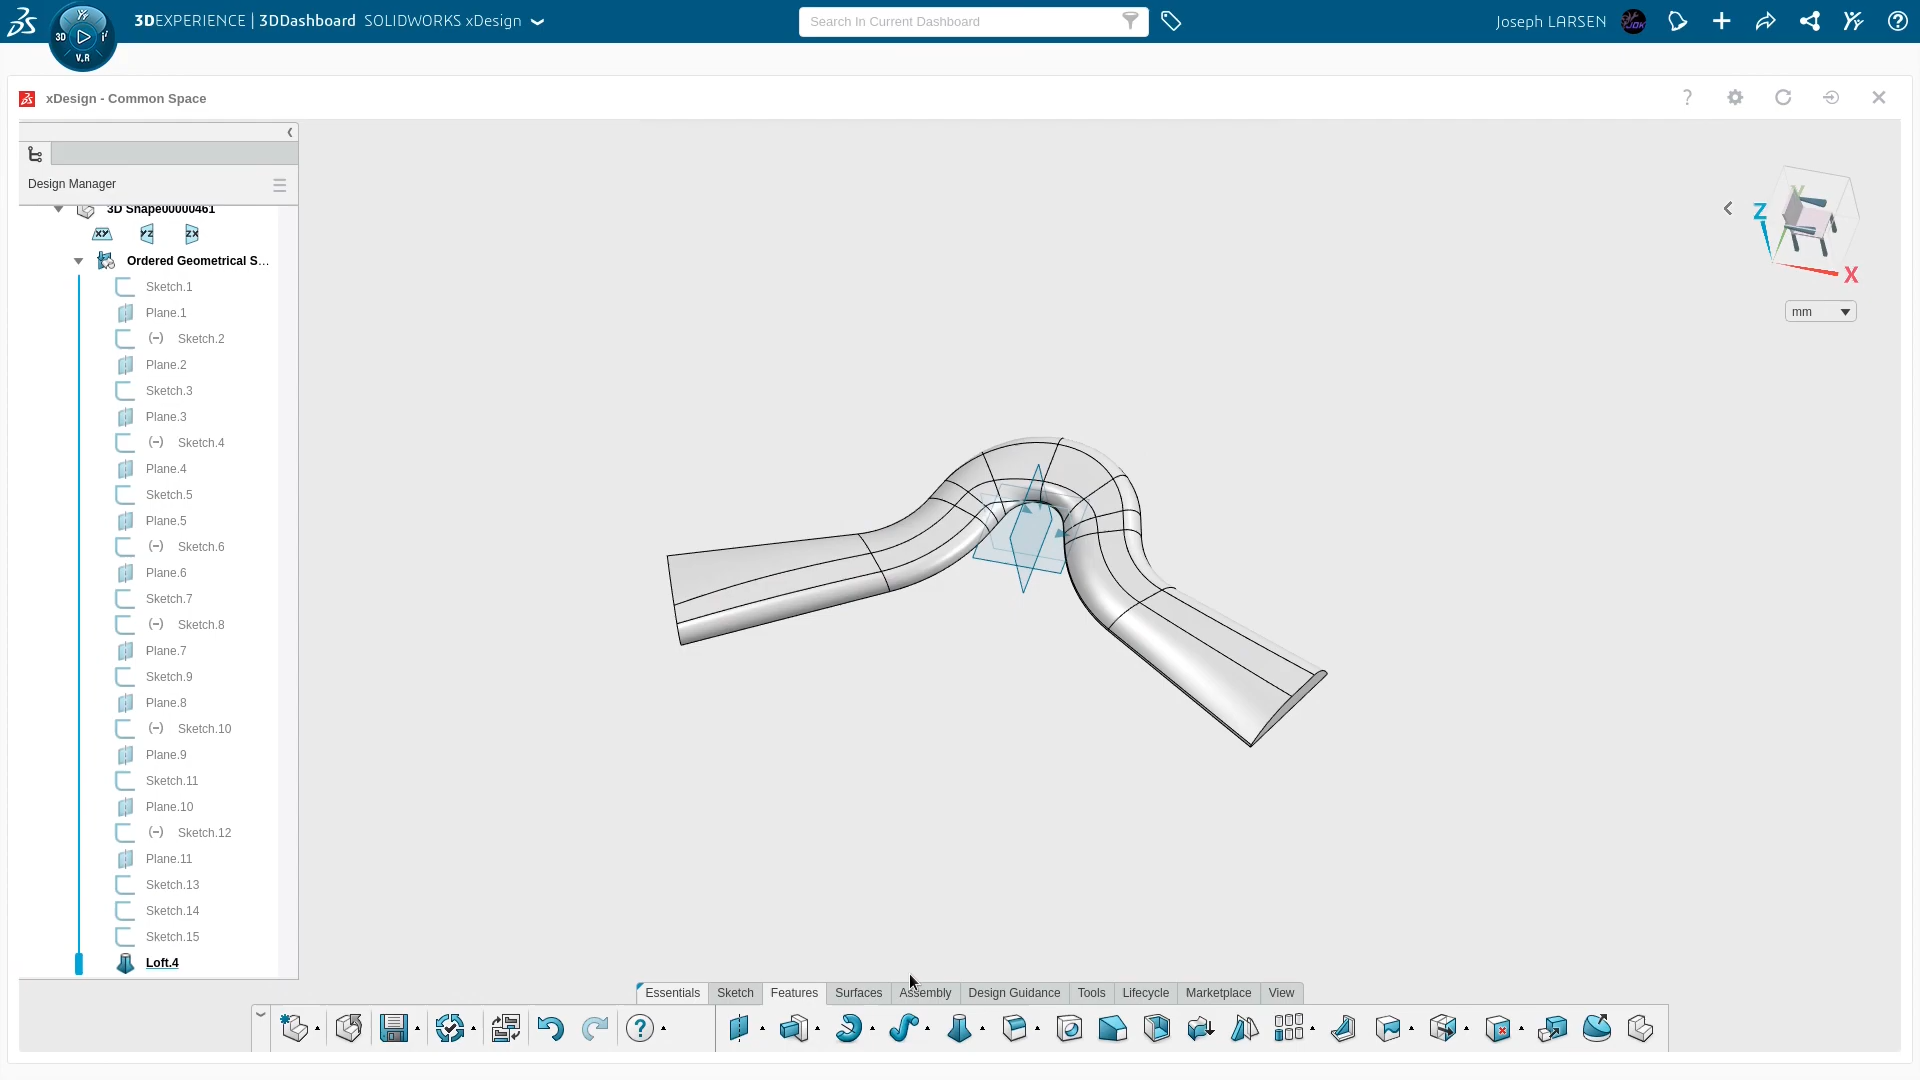 3DEXPERIENCE | 3DDashboard SOLIDWORKS xDesign
Search In Current Dashboard
Joseph LARSEN
3D
V.R
xDesign - Common Space
Design Manager
3D Shape00000461
XY YZ ZX
Ordered Geometrical S...
Sketch.1
Plane.1
(-) Sketch.2
Plane.2
Sketch.3
Plane.3
(-) Sketch.4
Plane.4
Sketch.5
Plane.5
(-) Sketch.6
Plane.6
Sketch.7
(-) Sketch.8
Plane.7
Sketch.9
Plane.8
(-) Sketch.10
Plane.9
Sketch.11
Plane.10
(-) Sketch.12
Plane.11
Sketch.13
Sketch.14
Sketch.15
Loft.4
Y
Z
X
mm
Essentials Sketch Features Surfaces Assembly Design Guidance Tools Lifecycle Marketplace View